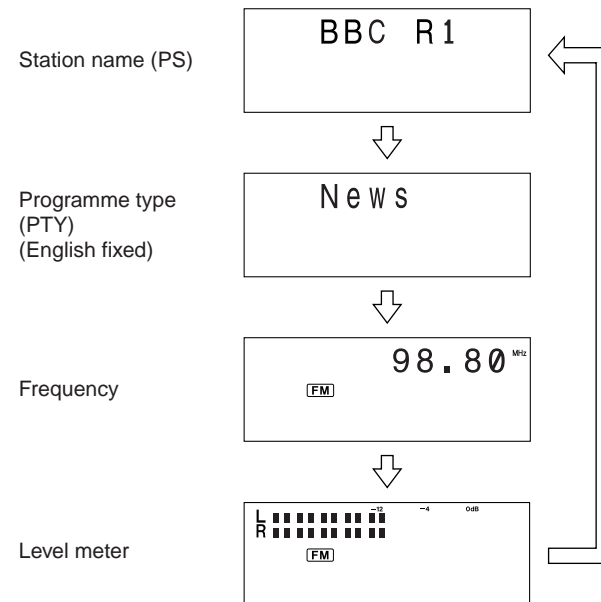 BBC R1
Station name (PS)
News
Programme type
(PTY)
(English fixed)
98.80 MHz
Frequency
FM
-12 -4 0dB
L
R
Level meter
FM